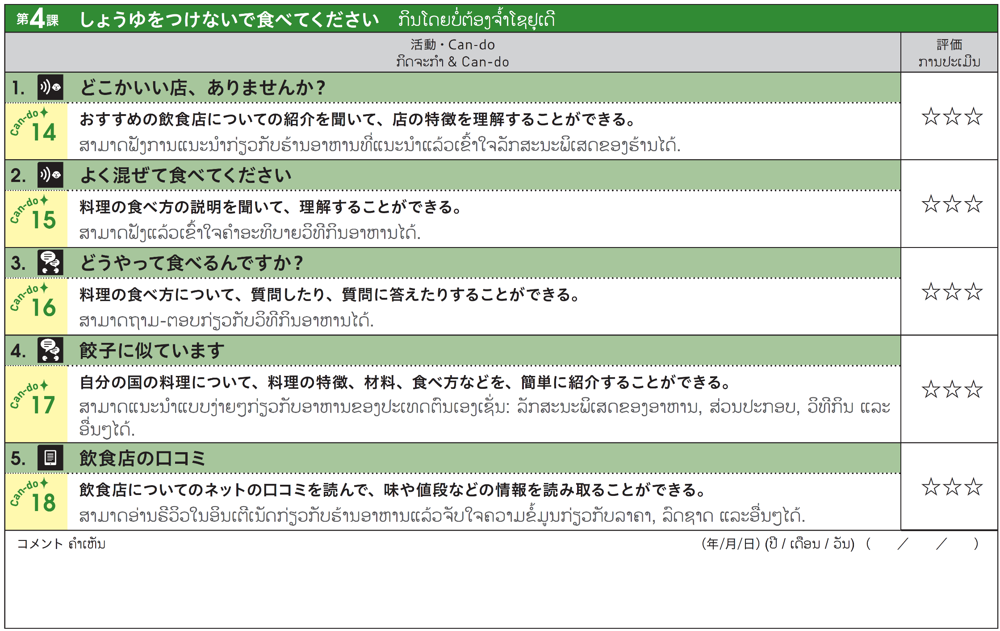 第4課 しょうゆをつけないで食べてください ກິນໂດຍບໍ່ຕ້ອງຈ້ຳໂຊຢຸເດີ
活動・Can-do
ກິດຈະກຳ & Can-do
評価
ການປະເມີນ
1. どこかいい店、ありませんか？
Can-do 14
おすすめの飲食店についての紹介を聞いて、店の特徴を理解することができる。
ສາມາດຟັງການແນະນຳກ່ຽວກັບຮ້ານອາຫານທີ່ແນະນຳແລ້ວເຂົ້າໃຈລັກສະນະພິເສດຂອງຮ້ານໄດ້.
☆☆☆
2. よく混ぜて食べてください
Can-do 15
料理の食べ方の説明を聞いて、理解することができる。
ສາມາດຟັງແລ້ວເຂົ້າໃຈຄຳອະທິບາຍວິທີກິນອາຫານໄດ້.
☆☆☆
3. どうやって食べるんですか？
Can-do 16
料理の食べ方について、質問したり、質問に答えたりすることができる。
ສາມາດຖາມ-ຕອບກ່ຽວກັບວິທີກິນອາຫານໄດ້.
☆☆☆
4. 餃子に似ています
Can-do 17
自分の国の料理について、料理の特徴、材料、食べ方などを、簡単に紹介することができる。
ສາມາດແນະນຳແບບງ່າຍໆກ່ຽວກັບອາຫານຂອງປະເທດຕົນເອງເຊັ່ນ: ລັກສະນະພິເສດຂອງອາຫານ, ສ່ວນປະກອບ, ວິທີກິນ ແລະ
ອື່ນໆໄດ້.
☆☆☆
5. 飲食店の口コミ
Can-do 18
飲食店についてのネットの口コミを読んで、味や値段などの情報を読み取ることができる。
ສາມາດອ່ານຣີວິວໃນອິນເຕີເນັດກ່ຽວກັບຮ້ານອາຫານແລ້ວຈັບໃຈຄວາມຂໍ້ມູນກ່ຽວກັບລາຄາ, ລົດຊາດ ແລະອື່ນໆໄດ້.
☆☆☆
コメント ຄຳເຫັນ
（年/月/日）(ປີ / ເດືອນ / ວັນ) （ ／ ／ ）